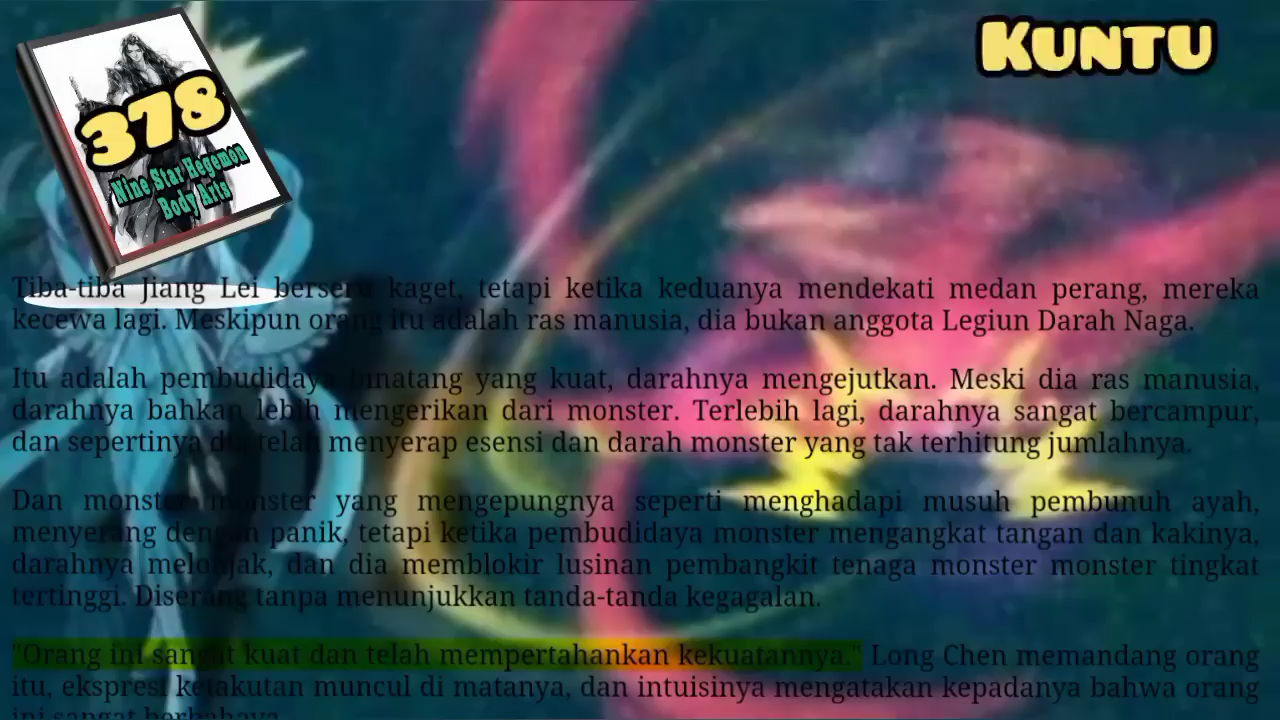 KUNTU
378
Nine Star Hegemon
Body Arts
Tiba-tiba Jiang Lei berseru kaget, tetapi ketika keduanya mendekati medan perang, mereka
kecewa lagi. Meskipun orang itu adalah ras manusia, dia bukan anggota Legiun Darah Naga.
Itu adalah pembudidaya binatang yang kuat, darahnya mengejutkan. Meski dia ras manusia,
darahnya bahkan lebih mengerikan dari monster. Terlebih lagi, darahnya sangat bercampur,
dan sepertinya dia telah menyerap esensi dan darah monster yang tak terhitung jumlahnya.
Dan monster monster yang mengepungnya seperti menghadapi musuh pembunuh ayah,
menyerang dengan panik, tetapi ketika pembudidaya monster mengangkat tangan dan kakinya,
darahnya melonjak, dan dia memblokir lusinan pembangkit tenaga monster monster tingkat
tertinggi. Diserang tanpa menunjukkan tanda-tanda kegagalan.
"Orang ini sangat kuat dan telah mempertahankan kekuatannya." Long Chen memandang orang
itu, ekspresi ketakutan muncul di matanya, dan intuisinya mengatakan kepadanya bahwa orang
ini sangat berbahaya.